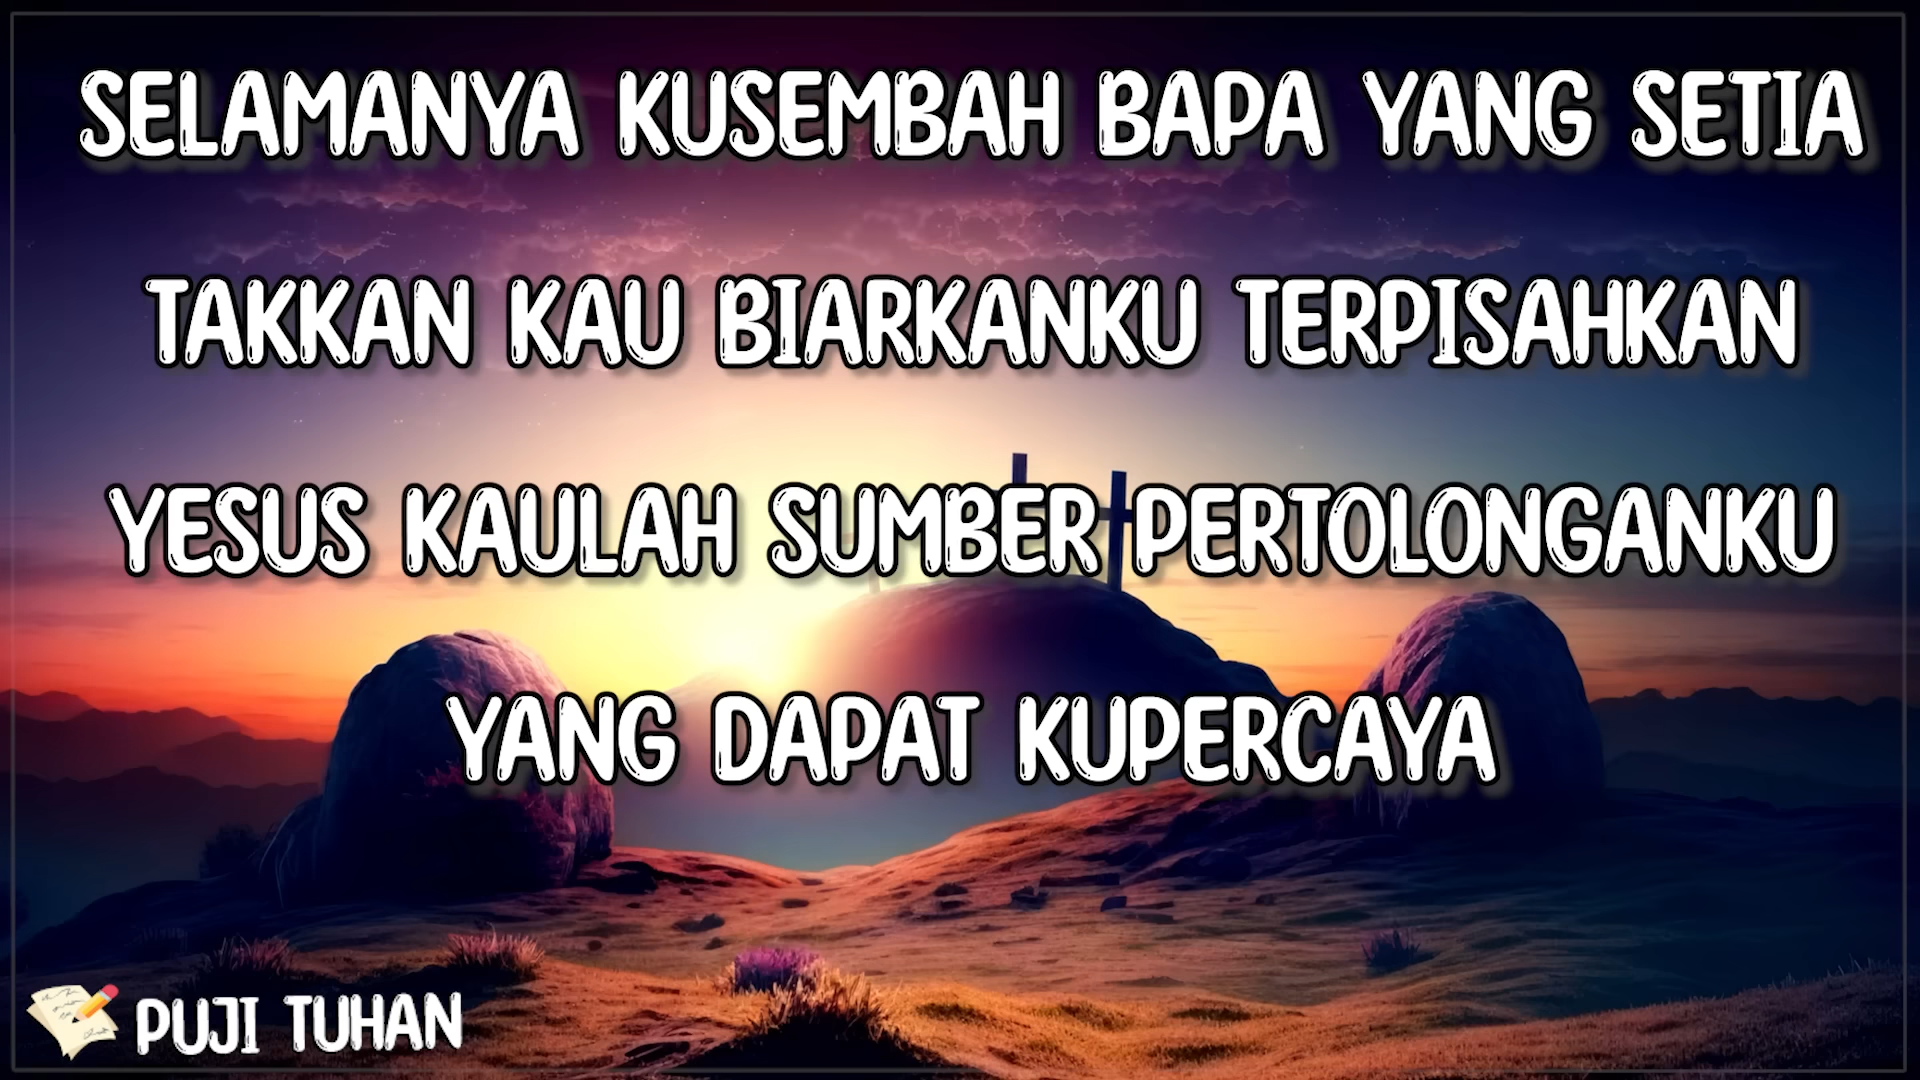 SELAMANYA KUSEMBAH BAPA YANG SETIA
TAKKAN KAU BIARKANKU TERPISAHKAN
YESUS KAULAH SUMBER PERTOLONGANKU
YANG DAPAT KUPERCAYA
PUJI TUHAN